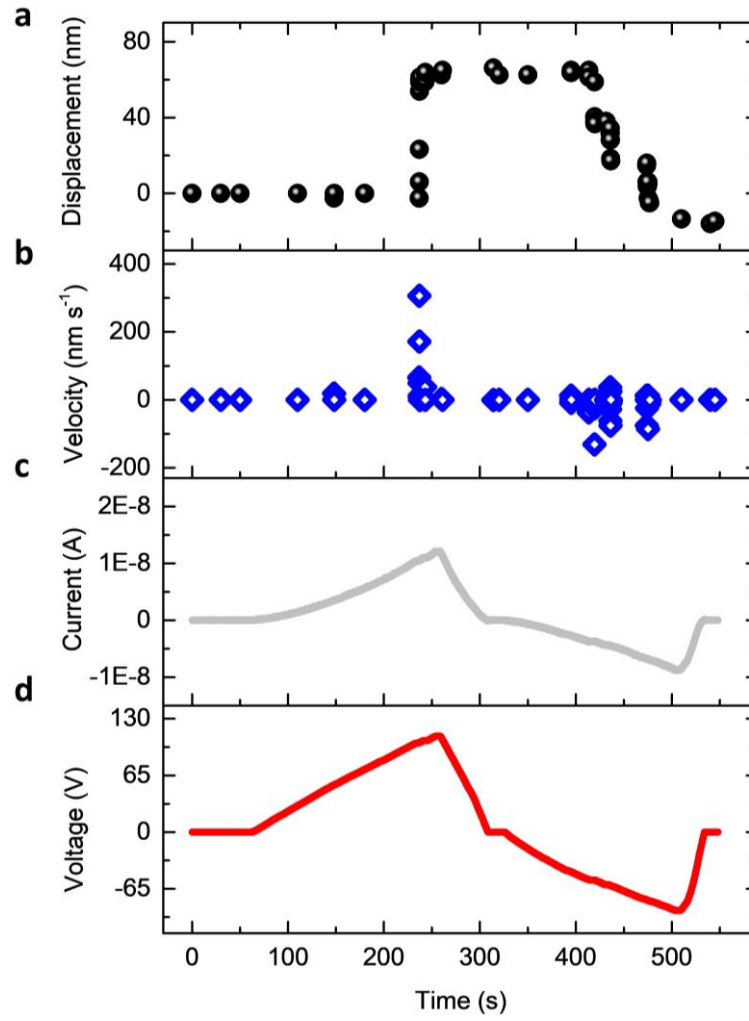 a
Displacement (nm)
80
40
0
b
Velocity (nm s⁻¹)
400
200
0
-200
c
Current (A)
2E-8
1E-8
0
-1E-8
d
Voltage (V)
130
65
0
-65
0 100 200 300 400 500
Time (s)